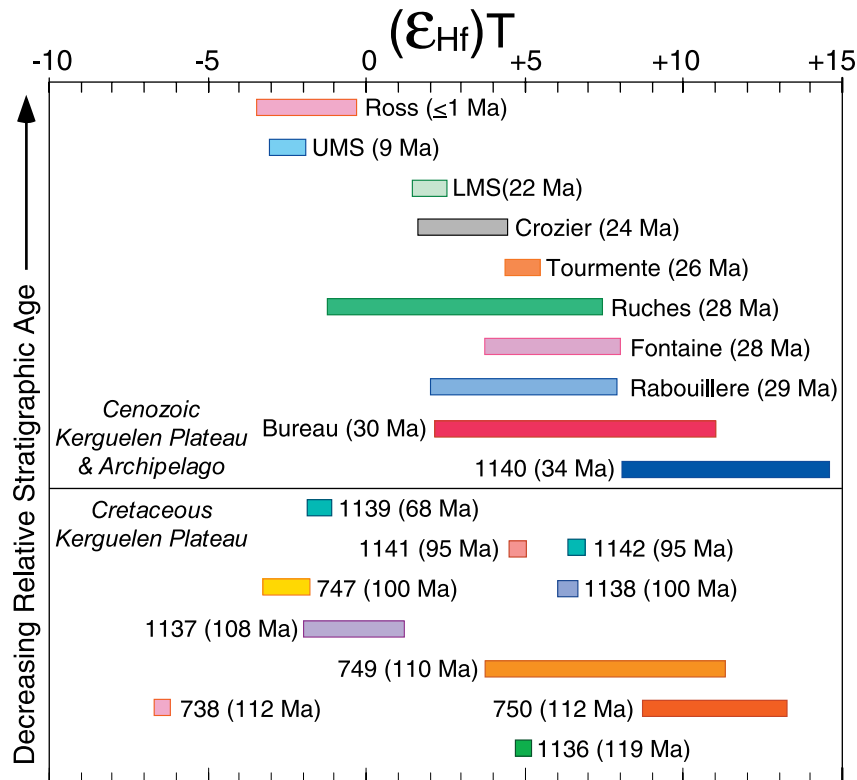 (εHf)T
-10 -5 0 +5 +10 +15
Decreasing Relative Stratigraphic Age
Ross (≤1 Ma)
UMS (9 Ma)
LMS(22 Ma)
Crozier (24 Ma)
Tourmente (26 Ma)
Ruches (28 Ma)
Fontaine (28 Ma)
Rabouillere (29 Ma)
Cenozoic
Kerguelen Plateau
& Archipelago
Bureau (30 Ma)
1140 (34 Ma)
Cretaceous
Kerguelen Plateau
1139 (68 Ma)
1141 (95 Ma) 1142 (95 Ma)
747 (100 Ma) 1138 (100 Ma)
1137 (108 Ma)
749 (110 Ma)
738 (112 Ma) 750 (112 Ma)
1136 (119 Ma)